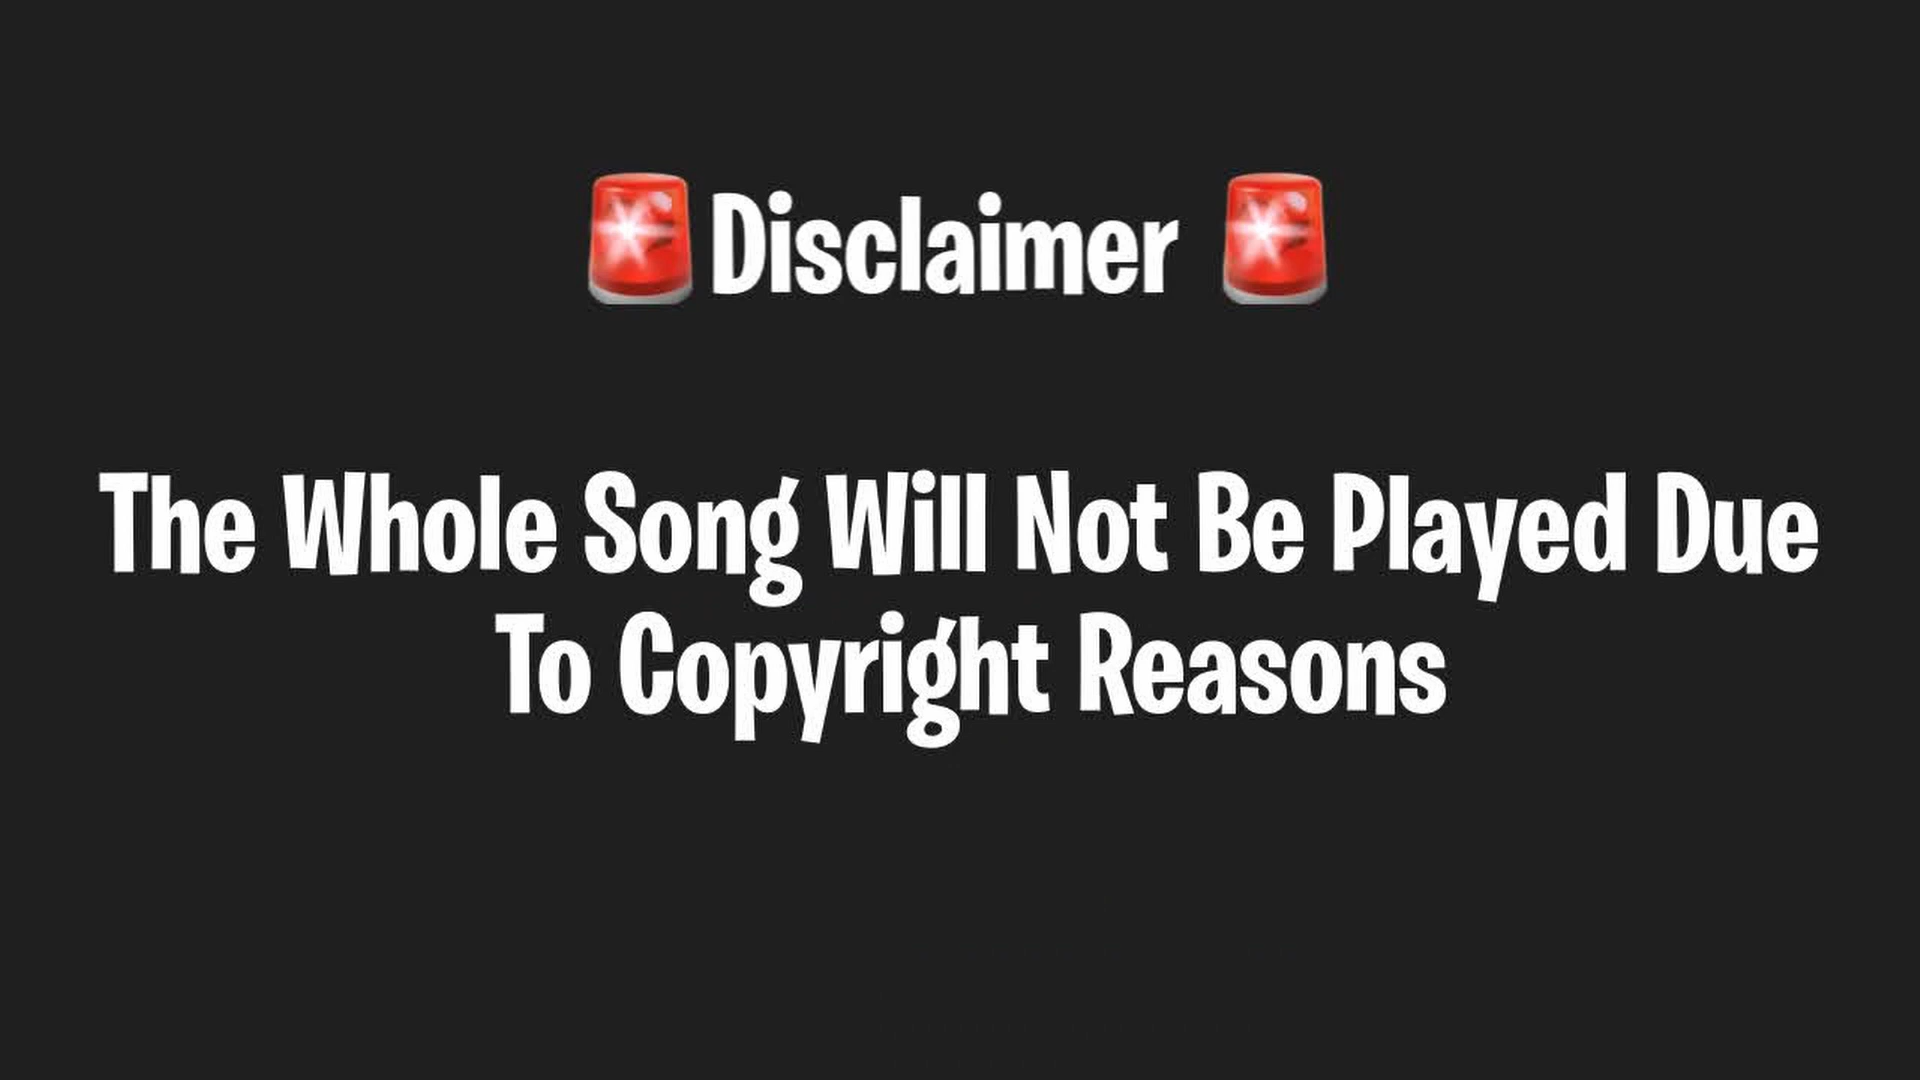 🚨Disclaimer 🚨
The Whole Song Will Not Be Played Due
To Copyright Reasons